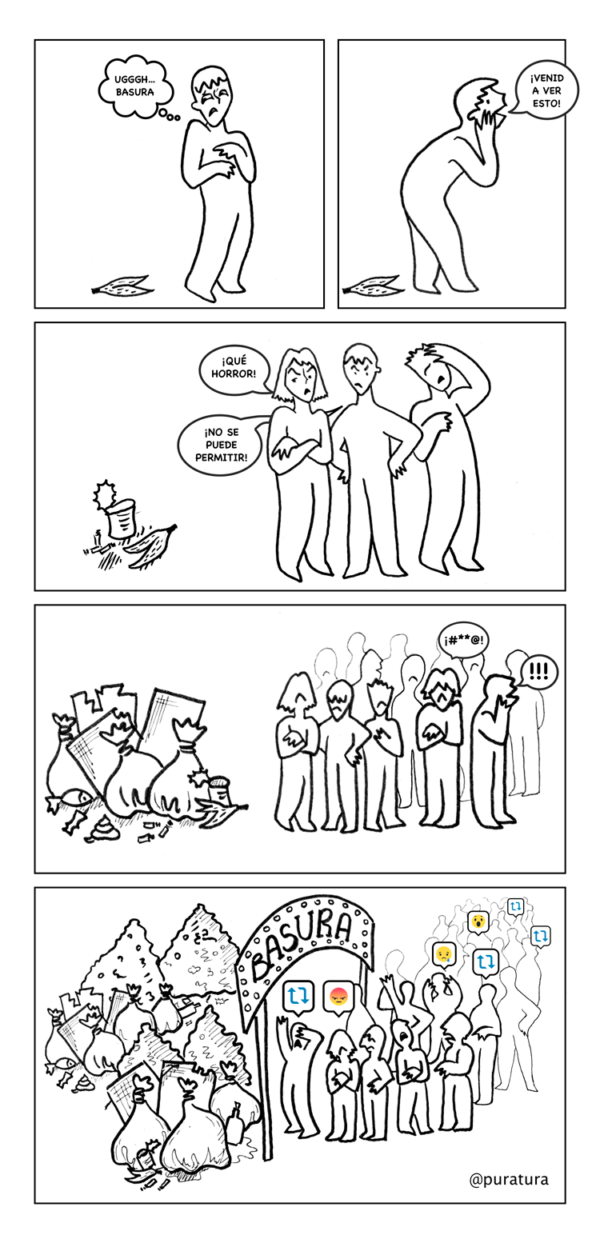 UGGGH...
BASURA
¡VENID
A VER
ESTO!
¡QUÉ
HORROR!
¡NO SE
PUEDE
PERMITIR!
¡#**@!
!!!
BASURA
@puratura